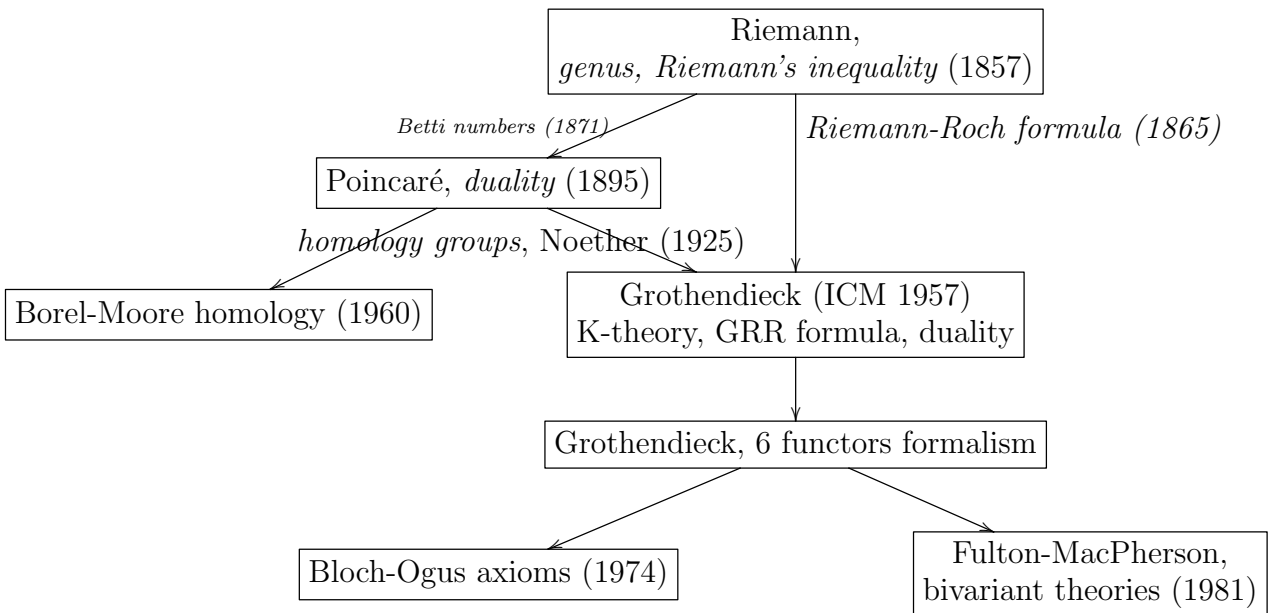 Riemann,
genus, Riemann's inequality (1857)
Betti numbers (1871)
Riemann-Roch formula (1865)
Poincaré, duality (1895)
homology groups, Noether (1925)
Borel-Moore homology (1960)
Grothendieck (ICM 1957)
K-theory, GRR formula, duality
Grothendieck, 6 functors formalism
Bloch-Ogus axioms (1974)
Fulton-MacPherson,
bivariant theories (1981)